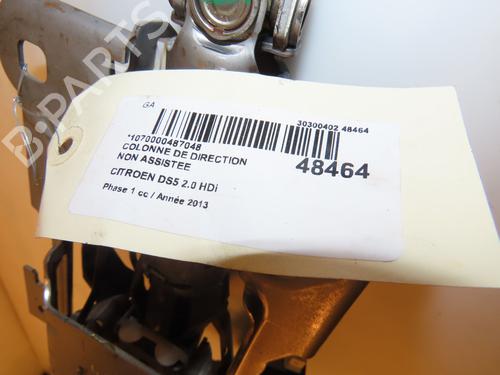 B-PARTS
GA
30300402 48464
*1070000487048
COLONNE DE DIRECTION
NON ASSISTEE
48464
CITROEN DS5 2.0 HDi
Phase 1 cc / Année 2013